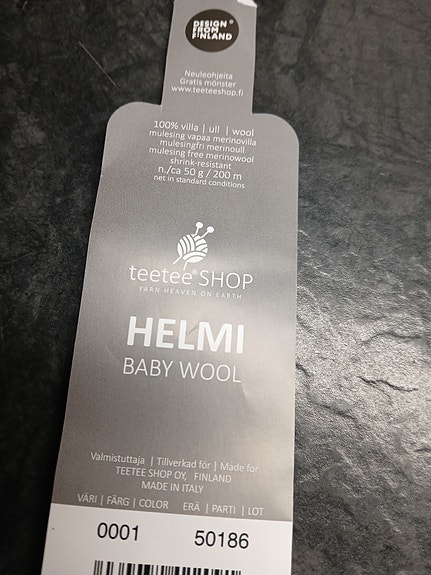 DESIGN
FROM
FINLAND
Neuleohjeita
Gratis mönster
www.teeteeshop.fi
100% villa | ull | wool
mulesing vapaa merinovilla
mulesingfri merinoull
mulesing free merinowool
shrink-resistant
n./ca 50 g / 200 m
net in standard conditions
teetee® SHOP
YARN HEAVEN ON EARTH
HELMI
BABY WOOL
Valmistuttaja | Tillverkad för | Made for
TEETEE SHOP OY, FINLAND
MADE IN ITALY
VÄRI | FÄRG | COLOR ERÄ | PARTI | LOT
0001 50186